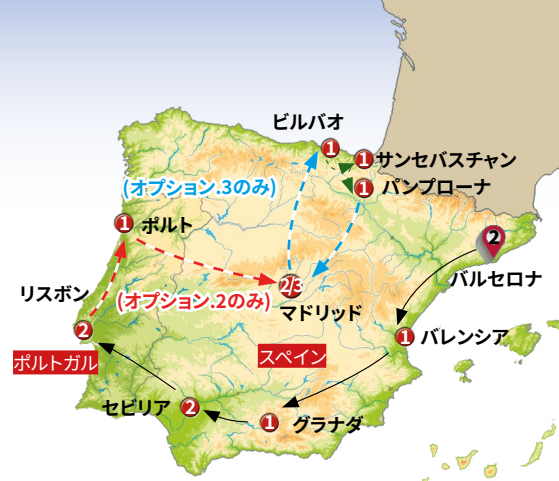 ビルバオ
1
1 サンセバスチャン
1 パンプローナ
(オプション.3のみ)
1 ポルト
2
バルセロナ
2/3
マドリッド
(オプション.2のみ)
リスボン
2
1 バレンシア
ポルトガル
スペイン
セビリア
2
1 グラナダ